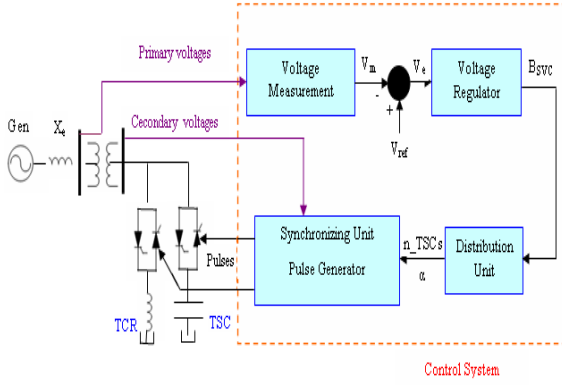 Primary voltages
Voltage
Measurement
Vm
-
+
Ve
Voltage
Regulator
BSVC
Gen
Xe
Cecondary voltages
Vref
Synchronizing Unit
Pulse Generator
n_TSCs
α
Distribution
Unit
Pulses
TCR
TSC
Control System